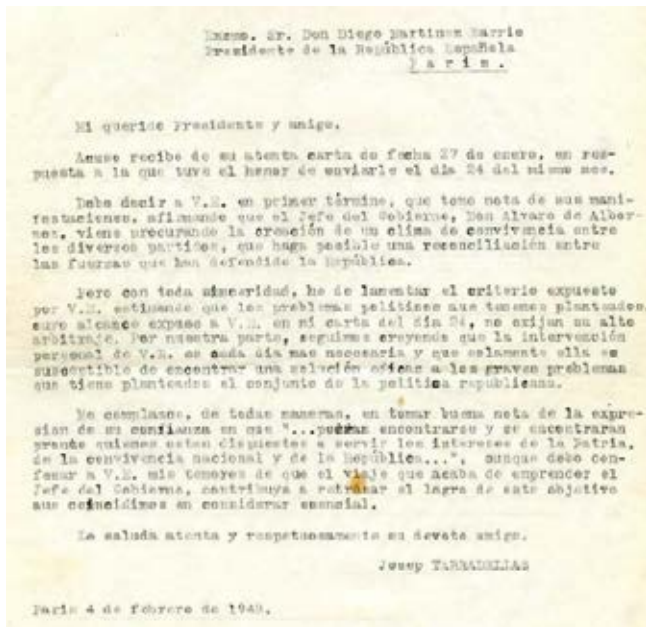 Excmo. Sr. Don Diego Martinez Barrio
Presidente de la República Española
París.
Mi querido Presidente y amigo.
Acuso recibo de su atenta carta de fecha 27 de enero, en res-
puesta a la que tuve el honor de enviarle el dia 24 del mismo mes.
Debo decir a V.E. en primer término, que tomo nota de sus mani-
festaciones, afirmando que el Jefe del Gobierno, Don Alvaro de Albor-
noz, viene procurando la creación de un clima de convivencia entre
los diversos partidos, que haga posible una reconciliación entre
las fuerzas que han defendido la República.
Pero con toda sinceridad, he de lamentar el criterio expuesto
por V.E. estimando que los problemas politicos que tenemos planteados,
cuyo alcance expuse a V.E. en mi carta del dia 24, no exijan su alto
arbitraje. Por nuestra parte, seguimos creyendo que la intervención
personal de V.E. es cada dia mas necesaria y que solamente ella es
susceptible de encontrar una solución eficas a los graves problemas
que tiene planteados el conjunto de la politica republicana.
Me complazco, de todas maneras, en tomar buena nota de la expre-
sion de su confianza en que "... encontrarse y se encontraran
pronto quienes esten dispuestos a servir los intereses de la Patria,
de la convivencia nacional y de la República...", aunque debo con-
fesar a V.E. mis temores de que el viaje que acaba de emprender el
Jefe del Gobierno, contribuya a retrasar el logro de este objetivo
que coincidimos en considerar esencial.
Le saluda atenta y respetuosamente su devoto amigo.
Josep TARRADELLAS
Paris 4 de febrero de 1949.